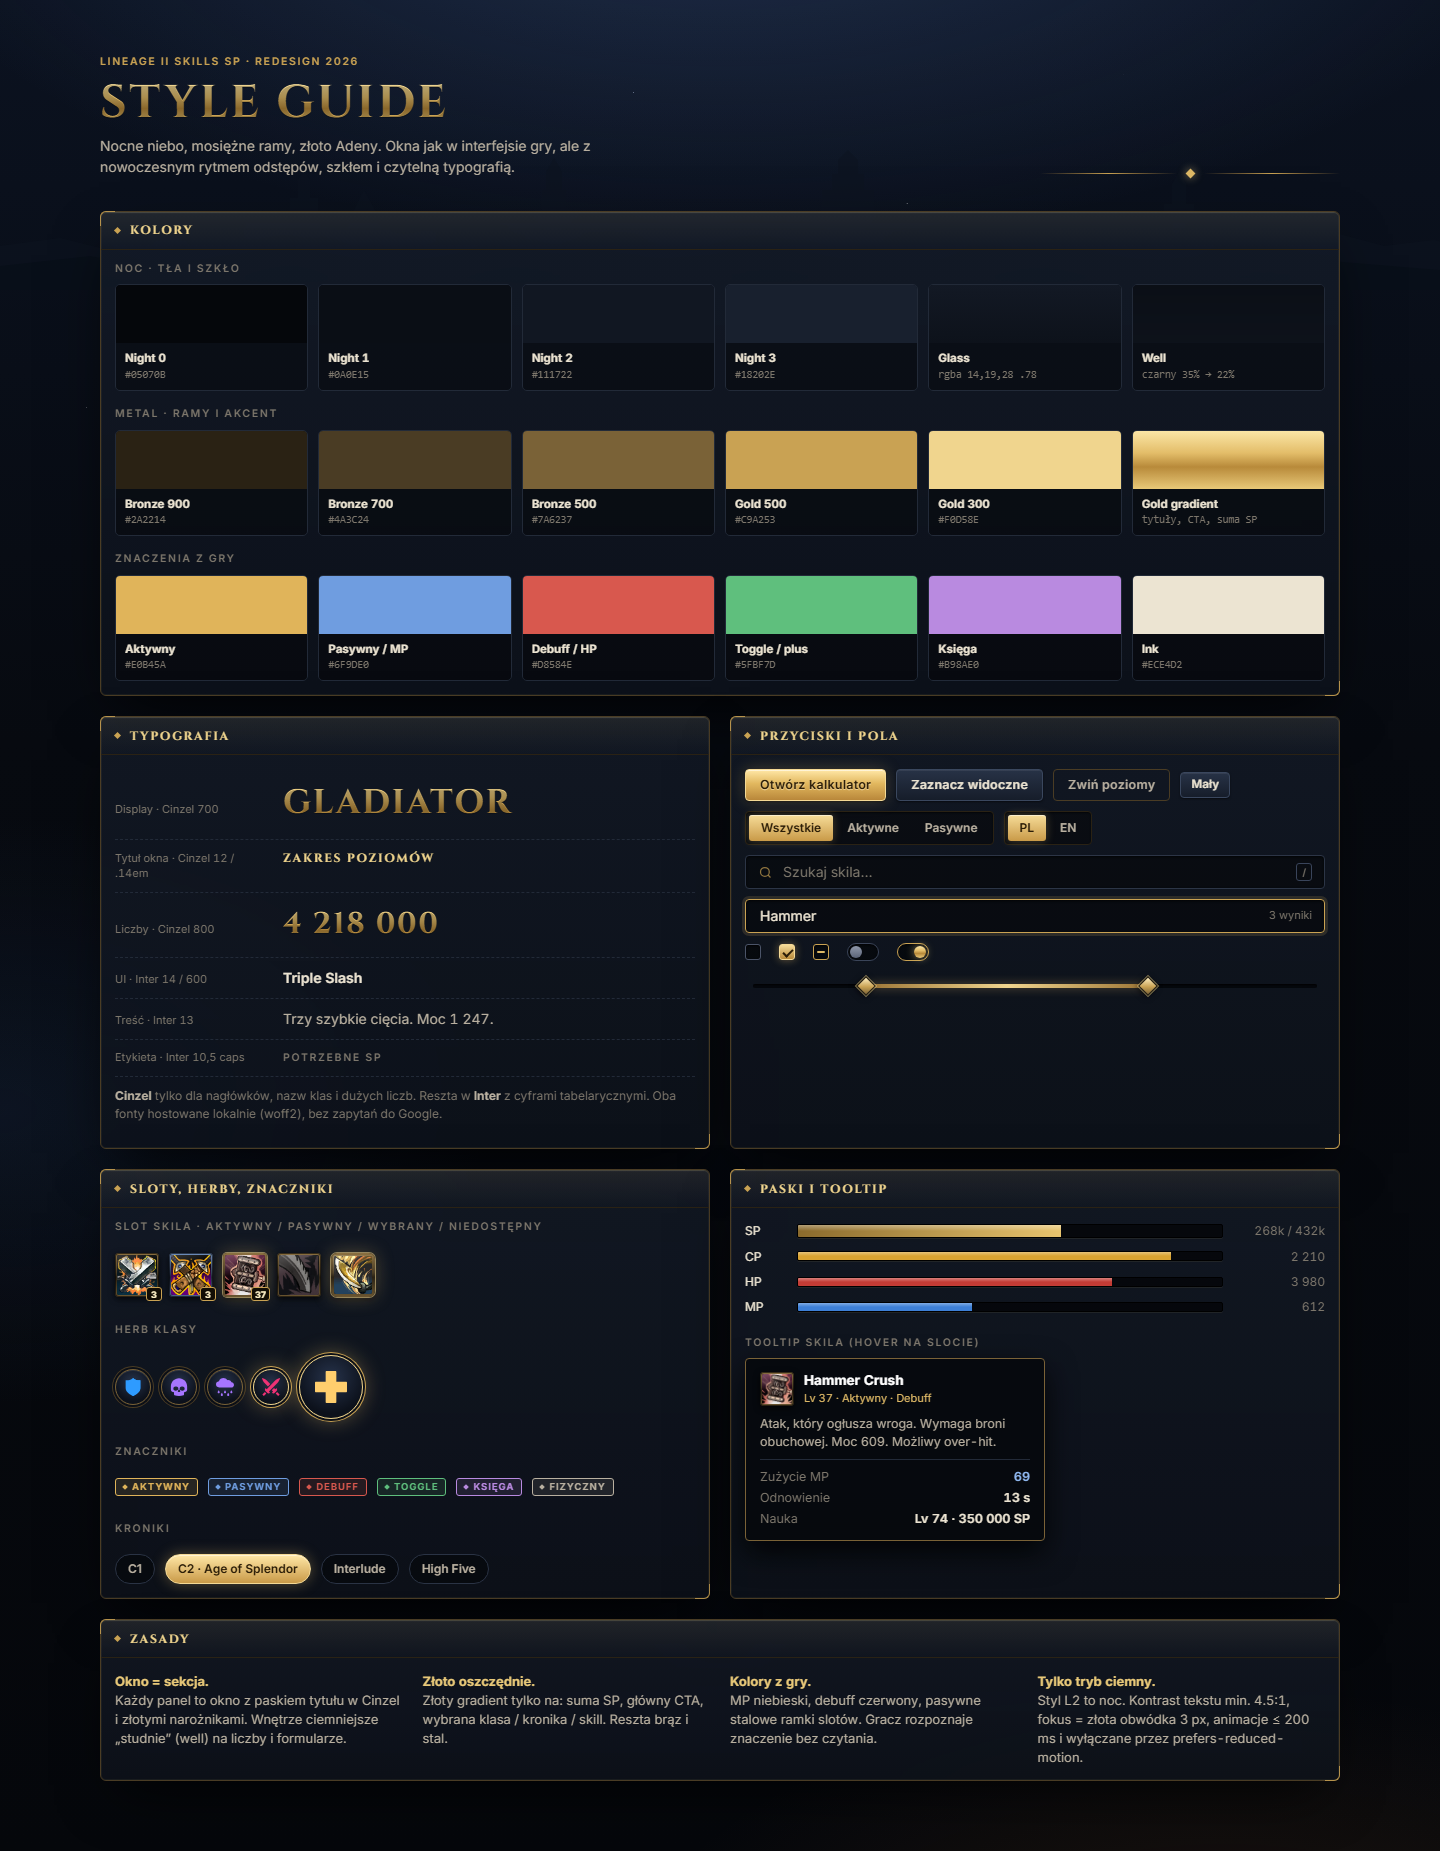 LINEAGE II SKILLS SP · REDESIGN 2026
STYLE GUIDE
Nocne niebo, mosiężne ramy, złoto Adeny. Okna jak w interfejsie gry, ale z
nowoczesnym rytmem odstępów, szkłem i czytelną typografią.
KOLORY
NOC · TŁA I SZKŁO
Night 0
#05070B
Night 1
#0A0E15
Night 2
#111722
Night 3
#18202E
Glass
rgba 14,19,28 .78
Well
czarny 35% → 22%
METAL · RAMY I AKCENT
Bronze 900
#2A2214
Bronze 700
#4A3C24
Bronze 500
#7A6237
Gold 500
#C9A253
Gold 300
#F0D58E
Gold gradient
tytuły, CTA, suma SP
ZNACZENIA Z GRY
Aktywny
#E0B45A
Pasywny / MP
#6F9DE0
Debuff / HP
#D8584E
Toggle / plus
#5FBF7D
Księga
#B98AE0
Ink
#ECE4D2
TYPOGRAFIA
Display · Cinzel 700
GLADIATOR
Tytuł okna · Cinzel 12 /
.14em
ZAKRES POZIOMÓW
Liczby · Cinzel 800
4 218 000
UI · Inter 14 / 600
Triple Slash
Treść · Inter 13
Trzy szybkie cięcia. Moc 1 247.
Etykieta · Inter 10,5 caps
POTRZEBNE SP
Cinzel tylko dla nagłówków, nazw klas i dużych liczb. Reszta w Inter z cyframi tabelarycznymi. Oba
fonty hostowane lokalnie (woff2), bez zapytań do Google.
PRZYCISKI I POLA
Otwórz kalkulator
Zaznacz widoczne
Zwiń poziomy
Mały
Wszystkie
Aktywne
Pasywne
PL
EN
Szukaj skila...
/
Hammer
3 wyniki
SLOTY, HERBY, ZNACZNIKI
SLOT SKILA · AKTYWNY / PASYWNY / WYBRANY / NIEDOSTĘPNY
3
3
37
HERB KLASY
ZNACZNIKI
AKTYWNY
PASYWNY
DEBUFF
TOGGLE
KSIĘGA
FIZYCZNY
KRONIKI
C1
C2 · Age of Splendor
Interlude
High Five
PASKI I TOOLTIP
SP
268k / 432k
CP
2 210
HP
3 980
MP
612
TOOLTIP SKILA (HOVER NA SLOCIE)
Hammer Crush
Lv 37 · Aktywny · Debuff
Atak, który ogłusza wroga. Wymaga broni
obuchowej. Moc 609. Możliwy over-hit.
Zużycie MP
69
Odnowienie
13 s
Nauka
Lv 74 · 350 000 SP
ZASADY
Okno = sekcja.
Każdy panel to okno z paskiem tytułu w Cinzel
i złotymi narożnikami. Wnętrze ciemniejsze
„studnie” (well) na liczby i formularze.
Złoto oszczędnie.
Złoty gradient tylko na: suma SP, główny CTA,
wybrana klasa / kronika / skill. Reszta brąz i
stal.
Kolory z gry.
MP niebieski, debuff czerwony, pasywne
stalowe ramki slotów. Gracz rozpoznaje
znaczenie bez czytania.
Tylko tryb ciemny.
Styl L2 to noc. Kontrast tekstu min. 4.5:1,
fokus = złota obwódka 3 px, animacje ≤ 200
ms i wyłączane przez prefers-reduced-
motion.